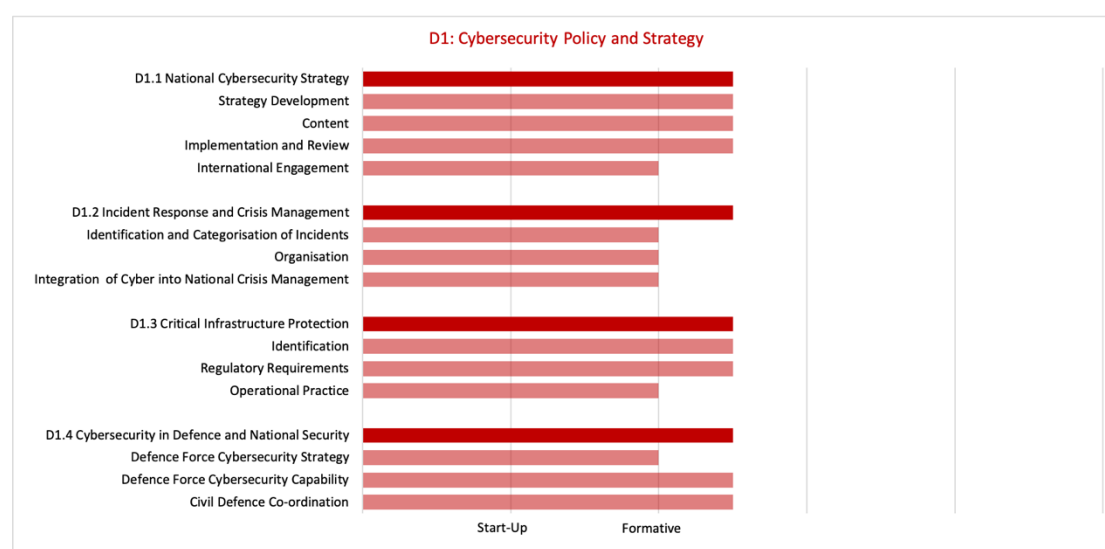 D1: Cybersecurity Policy and Strategy
D1.1 National Cybersecurity Strategy
Strategy Development
Content
Implementation and Review
International Engagement
D1.2 Incident Response and Crisis Management
Identification and Categorisation of Incidents
Organisation
Integration of Cyber into National Crisis Management
D1.3 Critical Infrastructure Protection
Identification
Regulatory Requirements
Operational Practice
D1.4 Cybersecurity in Defence and National Security
Defence Force Cybersecurity Strategy
Defence Force Cybersecurity Capability
Civil Defence Co-ordination
Start-Up Formative